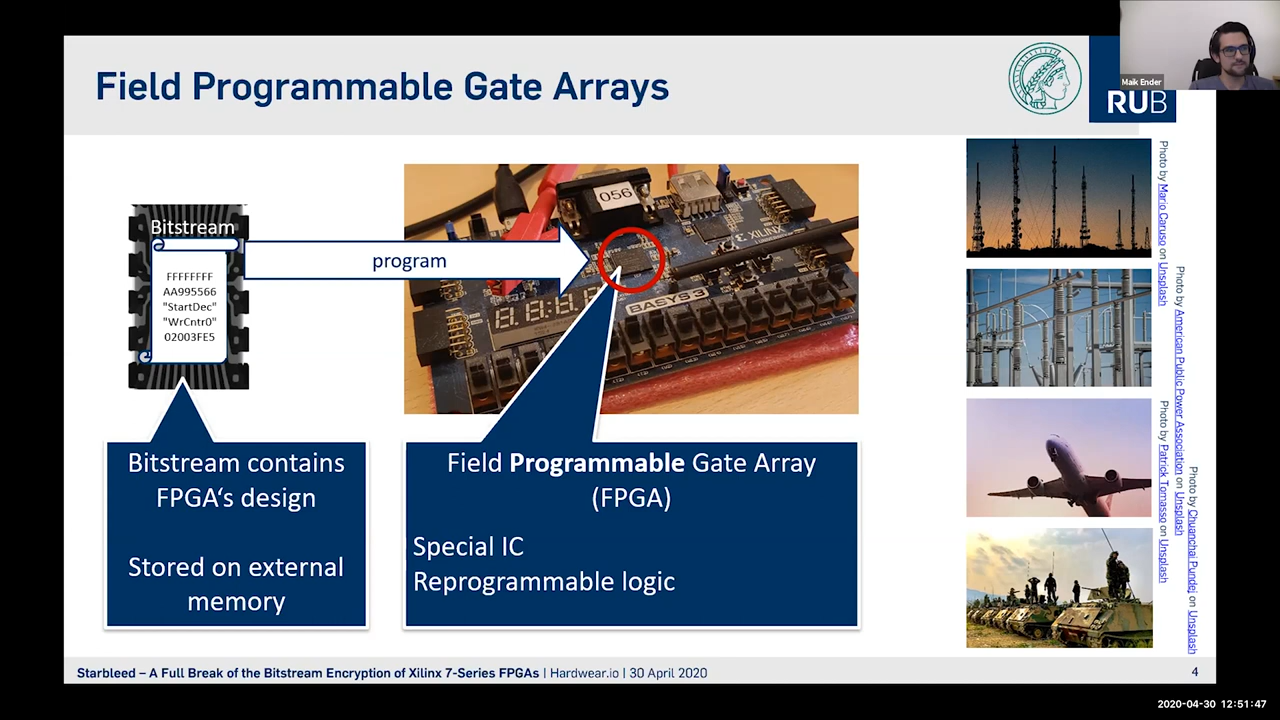 Field Programmable Gate Arrays
Maik Ender
RUB
Bitstream
FFFFFFFF
AA995566
"StartDec"
"WrCntr0"
02003FE5
program
056
XILINX
BASYS 3
Bitstream contains
FPGA‘s design
Stored on external
memory
Field Programmable Gate Array
(FPGA)
Special IC
Reprogrammable logic
Photo by Mario Caruso on Unsplash
Photo by American Public Power Association on Unsplash
Photo by Patrick Tomasso on Unsplash
Photo by Chuanchai Pundej on Unsplash
Starbleed – A Full Break of the Bitstream Encryption of Xilinx 7-Series FPGAs | Hardwear.io | 30 April 2020
4
2020-04-30 12:51:47